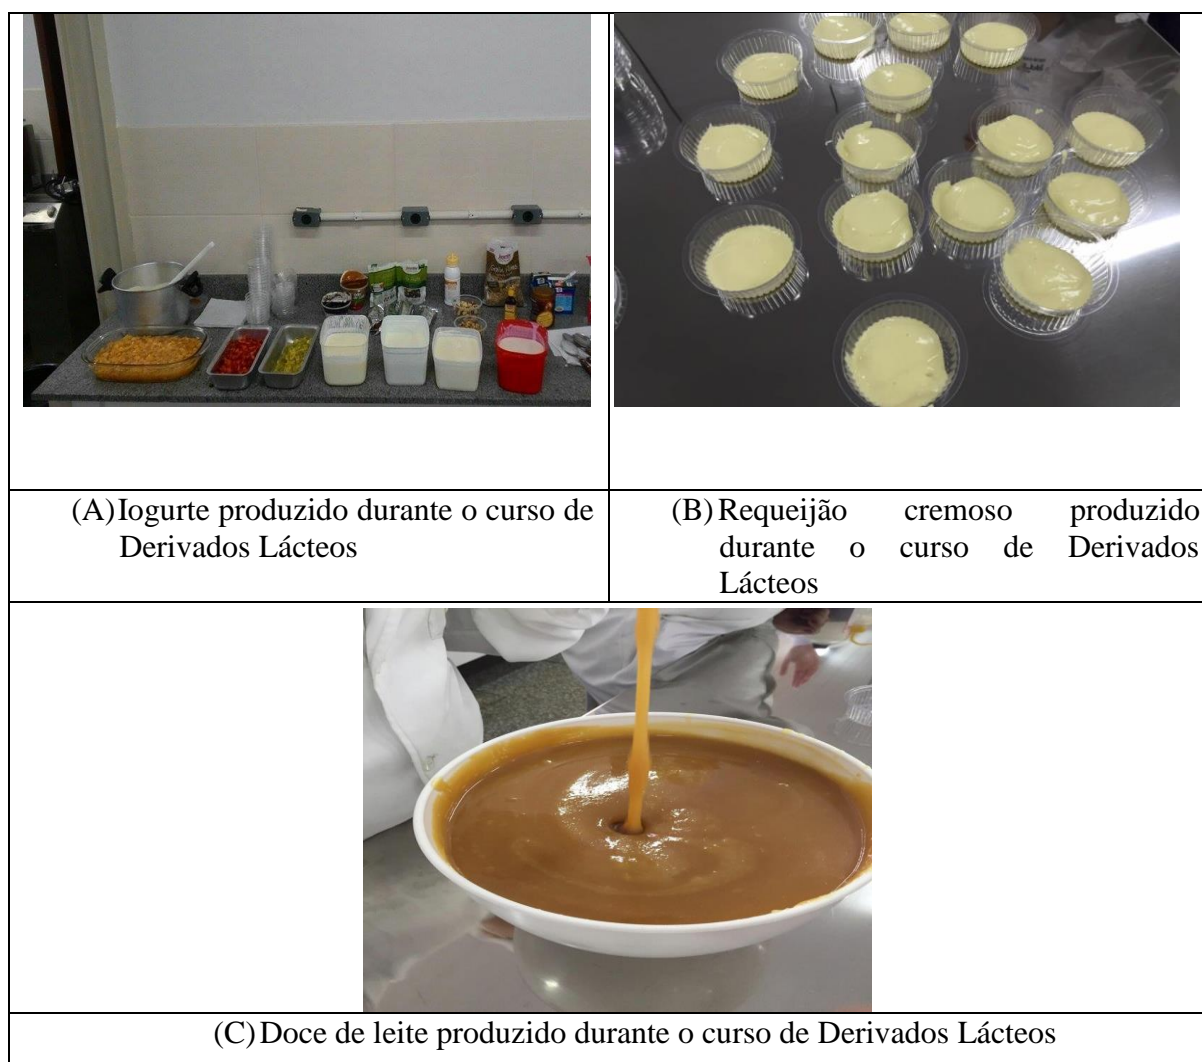 (A) Iogurte produzido durante o curso de
Derivados Lácteos
(B) Requeijão cremoso produzido
durante o curso de Derivados
Lácteos
(C) Doce de leite produzido durante o curso de Derivados Lácteos